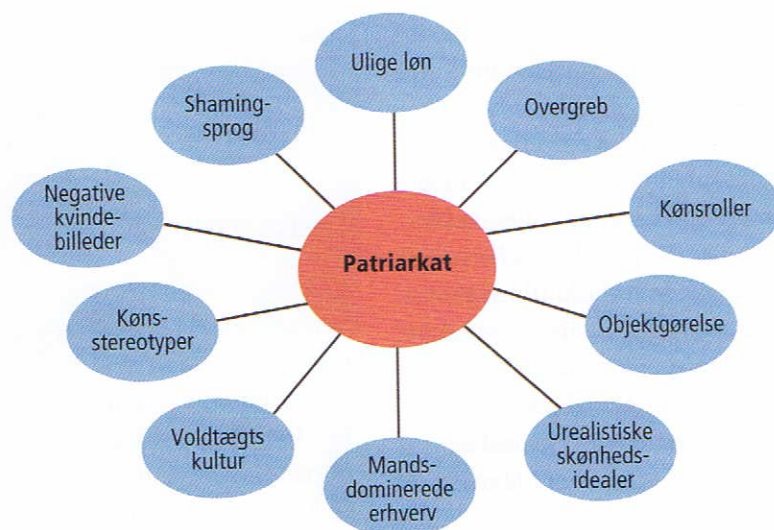 Ulige løn
Shaming-
sprog
Overgreb
Negative
kvinde-
billeder
Kønsroller
Patriarkat
Køns-
stereotyper
Objektgørelse
Voldtægts
kultur
Mands-
dominerede
erhverv
Urealistiske
skønheds-
idealer